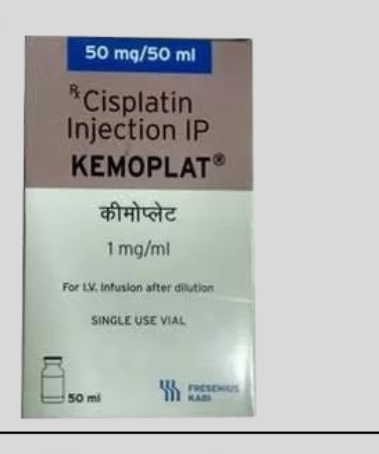 50 mg/50 ml
℞ Cisplatin
Injection IP
KEMOPLAT®
कीमोप्लेट
1 mg/ml
For I.V. Infusion after dilution
SINGLE USE VIAL
50 ml
FRESENIUS
KABI